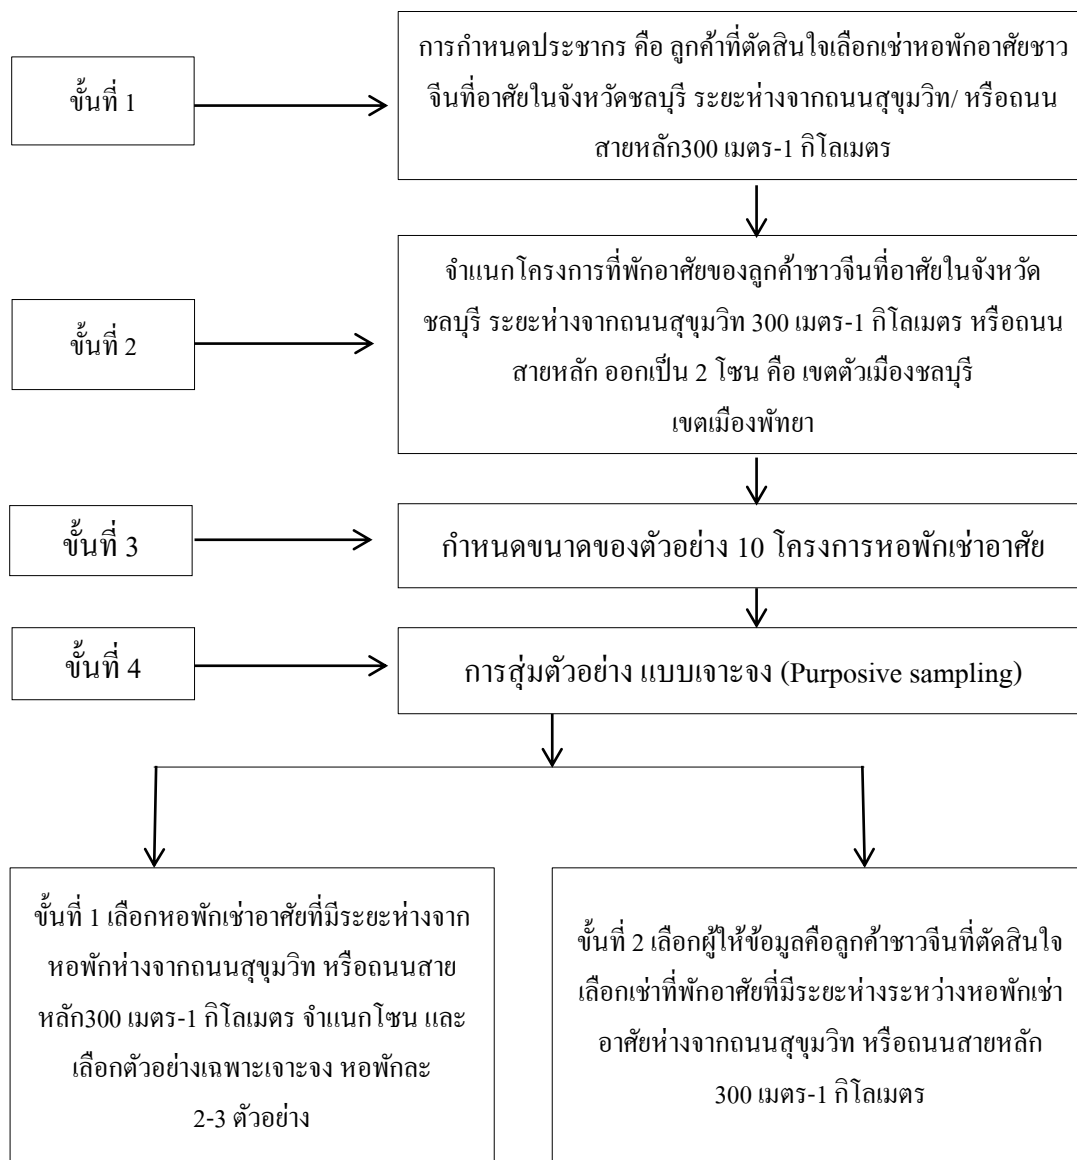 ขั้นที่ 1
การกำหนดประชากร คือ ลูกค้าที่ตัดสินใจเลือกเช่าหอพักอาศัยชาว
จีนที่อาศัยในจังหวัดชลบุรี ระยะห่างจากถนนสุขุมวิท/ หรือถนน
สายหลัก300 เมตร-1 กิโลเมตร
ขั้นที่ 2
จำแนกโครงการที่พักอาศัยของลูกค้าชาวจีนที่อาศัยในจังหวัด
ชลบุรี ระยะห่างจากถนนสุขุมวิท 300 เมตร-1 กิโลเมตร หรือถนน
สายหลัก ออกเป็น 2 โซน คือ เขตตัวเมืองชลบุรี
เขตเมืองพัทยา
ขั้นที่ 3
กำหนดขนาดของตัวอย่าง 10 โครงการหอพักเช่าอาศัย
ขั้นที่ 4
การสุ่มตัวอย่าง แบบเจาะจง (Purposive sampling)
ขั้นที่ 1 เลือกหอพักเช่าอาศัยที่มีระยะห่างจาก
หอพักห่างจากถนนสุขุมวิท หรือถนนสาย
หลัก300 เมตร-1 กิโลเมตร จำแนกโซน และ
เลือกตัวอย่างเฉพาะเจาะจง หอพักละ
2-3 ตัวอย่าง
ขั้นที่ 2 เลือกผู้ให้ข้อมูลคือลูกค้าชาวจีนที่ตัดสินใจ
เลือกเช่าที่พักอาศัยที่มีระยะห่างระหว่างหอพักเช่า
อาศัยห่างจากถนนสุขุมวิท หรือถนนสายหลัก
300 เมตร-1 กิโลเมตร